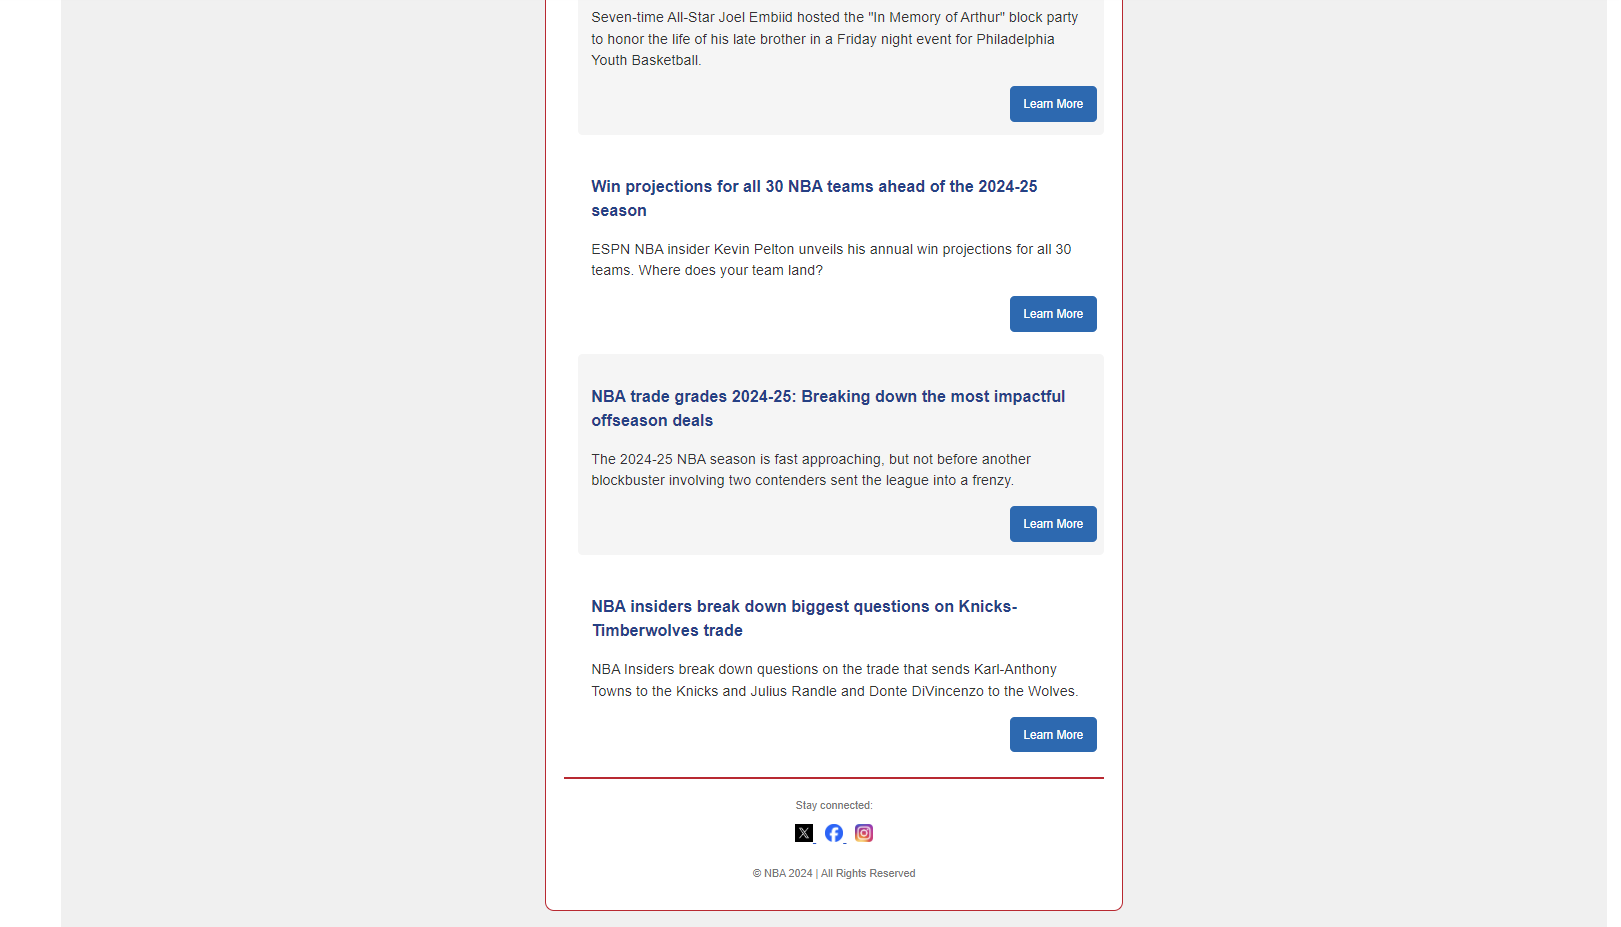 Seven-time All-Star Joel Embiid hosted the "In Memory of Arthur" block party
to honor the life of his late brother in a Friday night event for Philadelphia
Youth Basketball.
Learn More
Win projections for all 30 NBA teams ahead of the 2024-25
season
ESPN NBA insider Kevin Pelton unveils his annual win projections for all 30
teams. Where does your team land?
Learn More
NBA trade grades 2024-25: Breaking down the most impactful
offseason deals
The 2024-25 NBA season is fast approaching, but not before another
blockbuster involving two contenders sent the league into a frenzy.
Learn More
NBA insiders break down biggest questions on Knicks-
Timberwolves trade
NBA Insiders break down questions on the trade that sends Karl-Anthony
Towns to the Knicks and Julius Randle and Donte DiVincenzo to the Wolves.
Learn More
Stay connected:
© NBA 2024 | All Rights Reserved